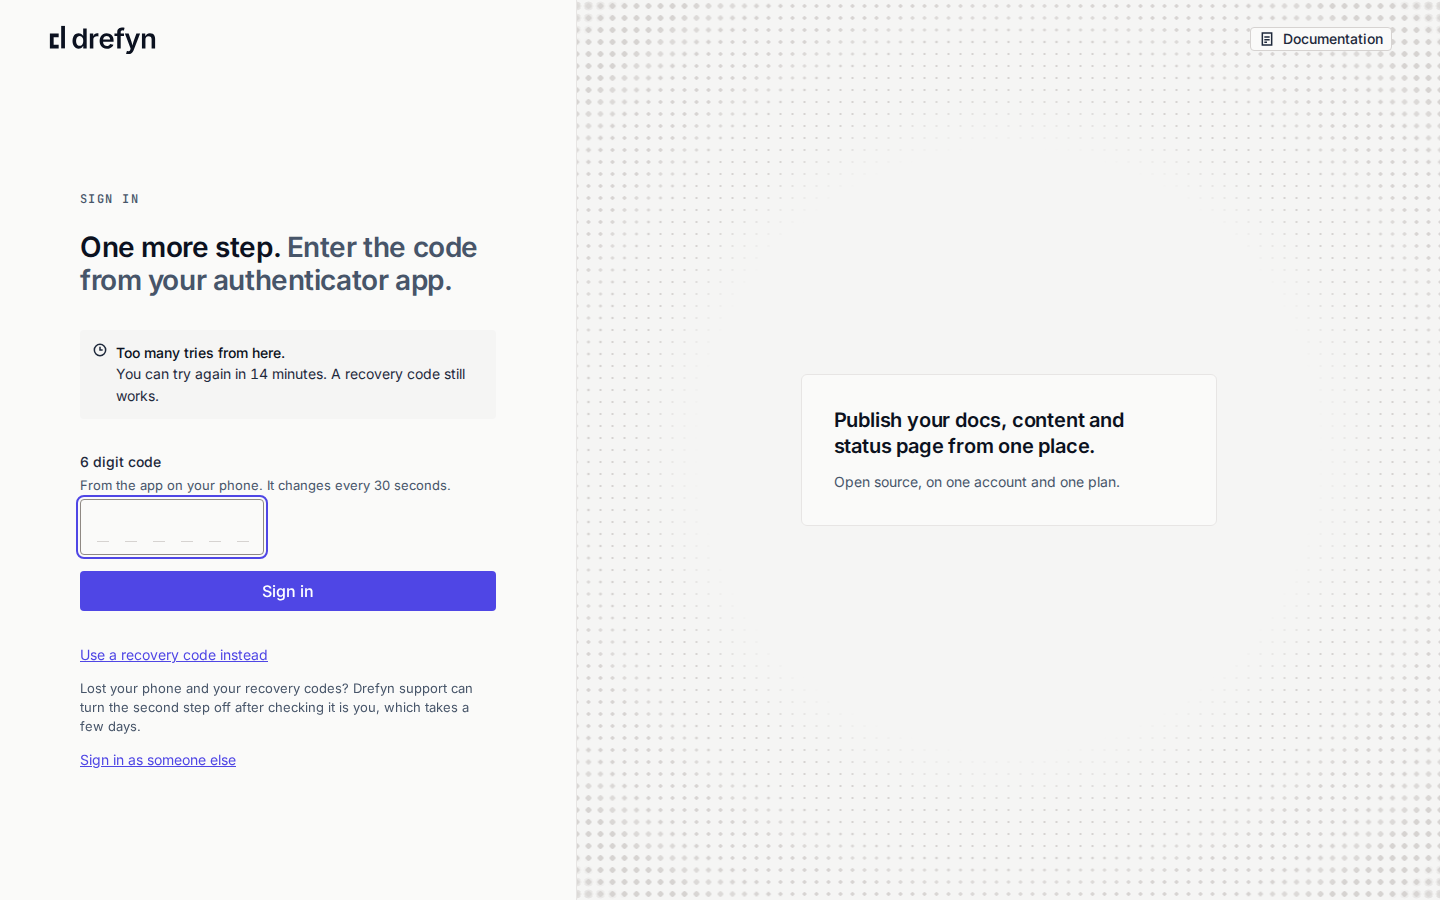 drefyn
Documentation
SIGN IN
One more step. Enter the code
from your authenticator app.
Too many tries from here.
You can try again in 14 minutes. A recovery code still
works.
6 digit code
From the app on your phone. It changes every 30 seconds.
Sign in
Use a recovery code instead
Lost your phone and your recovery codes? Drefyn support can
turn the second step off after checking it is you, which takes a
few days.
Sign in as someone else
Publish your docs, content and
status page from one place.
Open source, on one account and one plan.